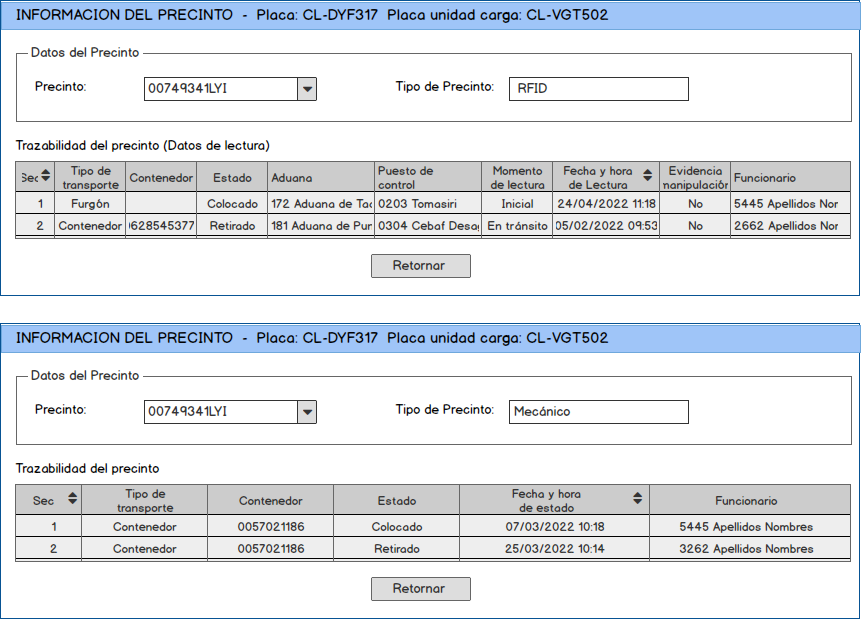 INFORMACION DEL PRECINTO - Placa: CL-DYF317 Placa unidad carga: CL-VGT502
Datos del Precinto
Precinto: 00749341LYI Tipo de Precinto: RFID
Trazabilidad del precinto (Datos de lectura)
Sec Tipo de transporte Contenedor Estado Aduana Puesto de control Momento de lectura Fecha y hora de Lectura Evidencia manipulación Funcionario
1 Furgón Colocado 172 Aduana de Tac 0203 Tomasiri Inicial 24/04/2022 11:18 No 5445 Apellidos Nor
2 Contenedor 0628545377 Retirado 181 Aduana de Pun 0304 Cebaf Desag En tránsito 05/02/2022 09:53 No 2662 Apellidos Nor
Retornar
INFORMACION DEL PRECINTO - Placa: CL-DYF317 Placa unidad carga: CL-VGT502
Datos del Precinto
Precinto: 00749341LYI Tipo de Precinto: Mecánico
Trazabilidad del precinto
Sec Tipo de transporte Contenedor Estado Fecha y hora de estado Funcionario
1 Contenedor 0057021186 Colocado 07/03/2022 10:18 5445 Apellidos Nombres
2 Contenedor 0057021186 Retirado 25/03/2022 10:14 3262 Apellidos Nombres
Retornar